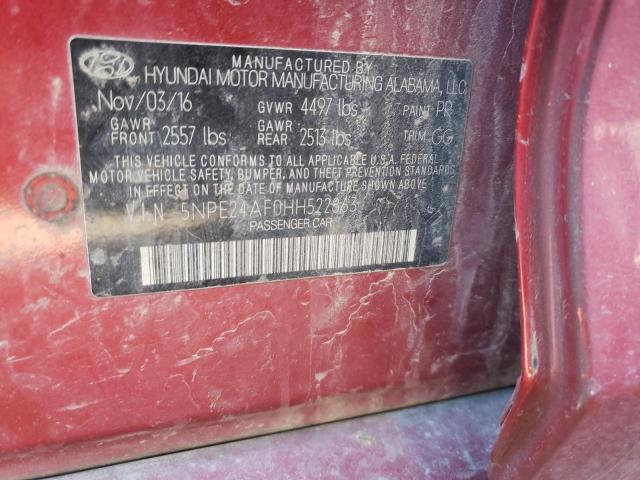 MANUFACTURED BY
HYUNDAI MOTOR MANUFACTURING ALABAMA, LLC
Nov/03/16 GVWR 4497 lbs PAINT PR
GAWR FRONT 2557 lbs GAWR REAR 2513 lbs TRIM GG
THIS VEHICLE CONFORMS TO ALL APPLICABLE U.S.A. FEDERAL
MOTOR VEHICLE SAFETY, BUMPER, AND THEFT PREVENTION
STANDARDS IN EFFECT ON THE DATE OF MANUFACTURE
SHOWN ABOVE.
V.I.N 5NPE24AF0HH522863
PASSENGER CAR